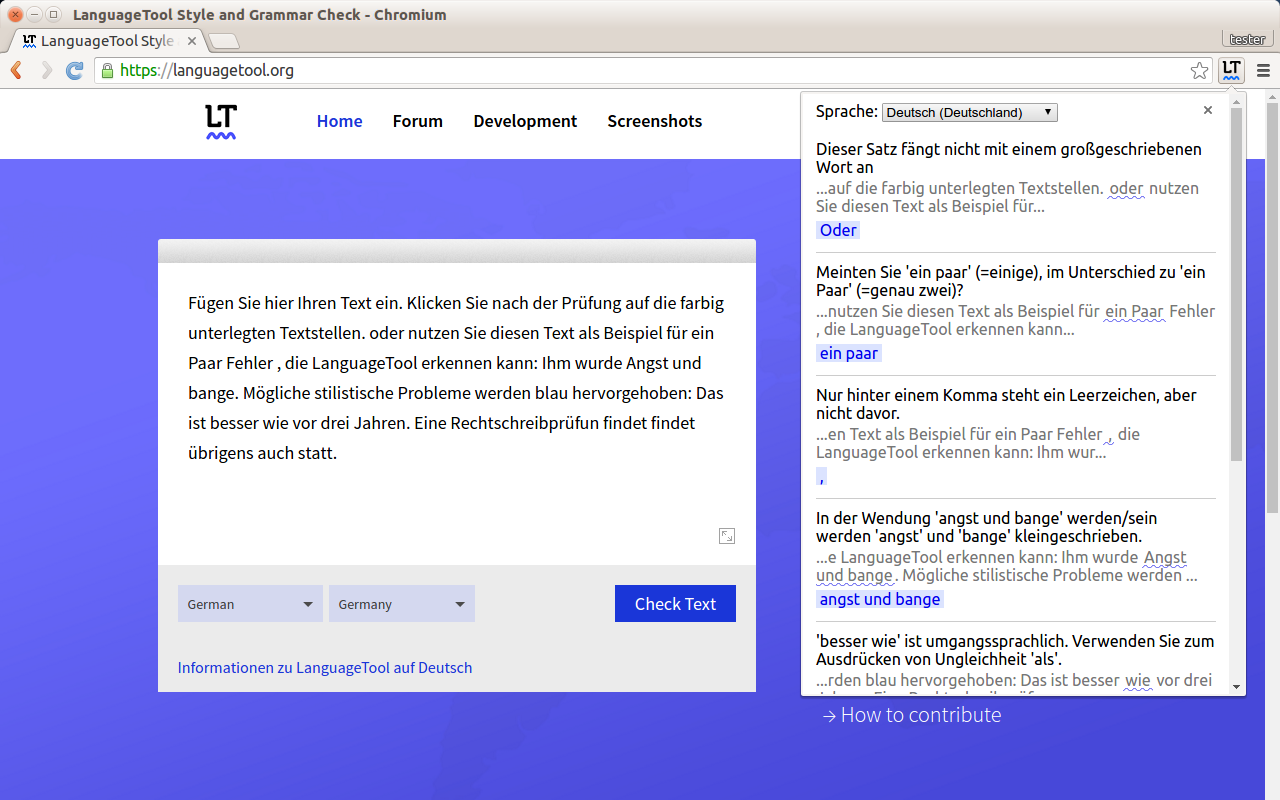 LanguageTool Style and Grammar Check - Chromium
LT LanguageTool Style
tester
https://languagetool.org
LT
LT
Home Forum Development Screenshots
Fügen Sie hier Ihren Text ein. Klicken Sie nach der Prüfung auf die farbig
unterlegten Textstellen. oder nutzen Sie diesen Text als Beispiel für ein
Paar Fehler , die LanguageTool erkennen kann: Ihm wurde Angst und
bange. Mögliche stilistische Probleme werden blau hervorgehoben: Das
ist besser wie vor drei Jahren. Eine Rechtschreibprüfun findet findet
übrigens auch statt.
German Germany Check Text
Informationen zu LanguageTool auf Deutsch
Sprache: Deutsch (Deutschland)
Dieser Satz fängt nicht mit einem großgeschriebenen
Wort an
...auf die farbig unterlegten Textstellen. oder nutzen
Sie diesen Text als Beispiel für...
Oder
Meinten Sie 'ein paar' (=einige), im Unterschied zu 'ein
Paar' (=genau zwei)?
...nutzen Sie diesen Text als Beispiel für ein Paar Fehler
, die LanguageTool erkennen kann...
ein paar
Nur hinter einem Komma steht ein Leerzeichen, aber
nicht davor.
...en Text als Beispiel für ein Paar Fehler , die
LanguageTool erkennen kann: Ihm wur...
,
In der Wendung 'angst und bange' werden/sein
werden 'angst' und 'bange' kleingeschrieben.
...e LanguageTool erkennen kann: Ihm wurde Angst
und bange. Mögliche stilistische Probleme werden ...
angst und bange
'besser wie' ist umgangssprachlich. Verwenden Sie zum
Ausdrücken von Ungleichheit 'als'.
...rden blau hervorgehoben: Das ist besser wie vor drei
→ How to contribute